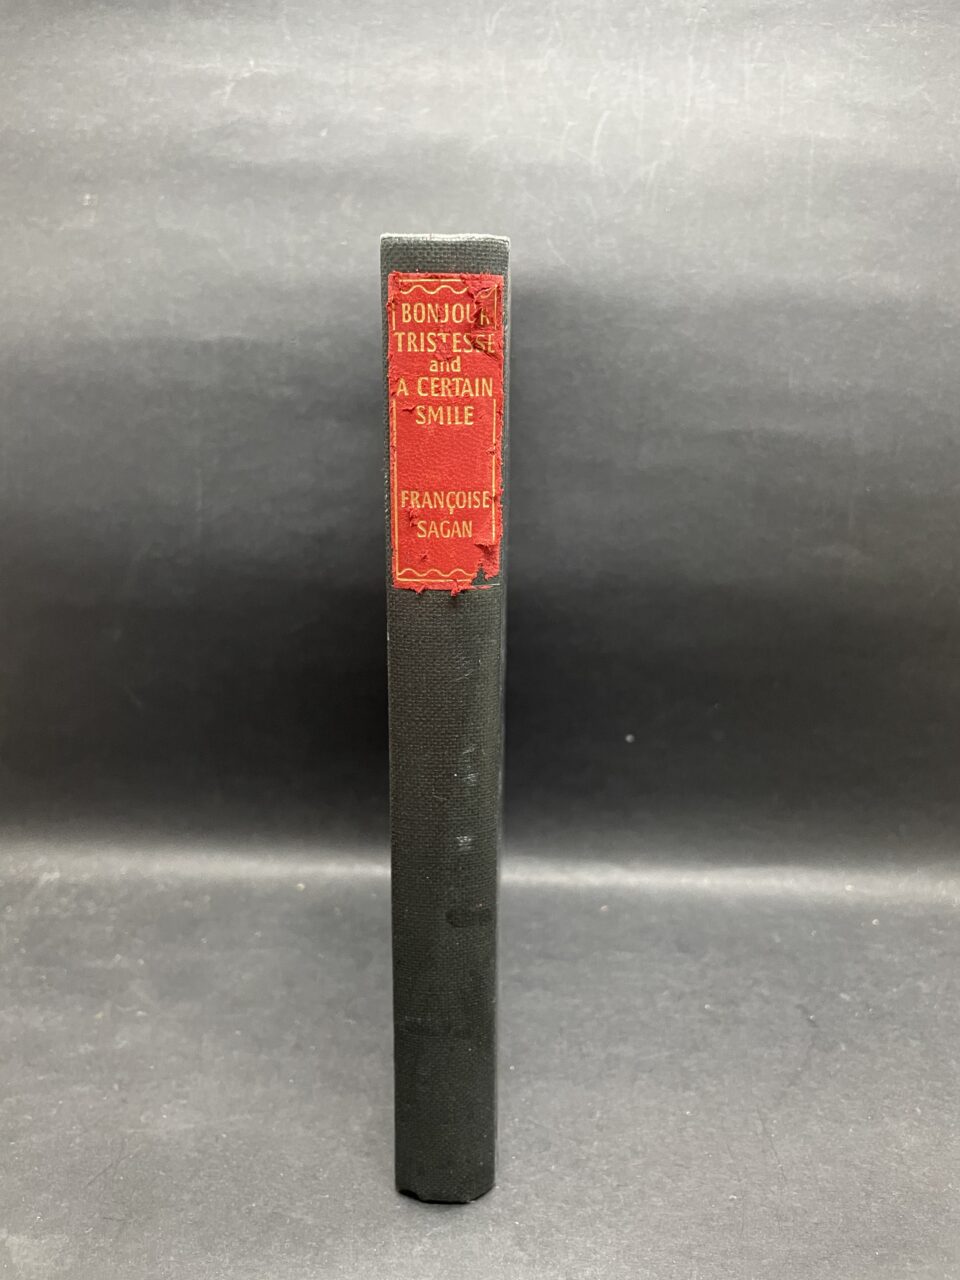 BONJOUR
TRISTESSE
and
A CERTAIN
SMILE
FRANÇOISE
SAGAN